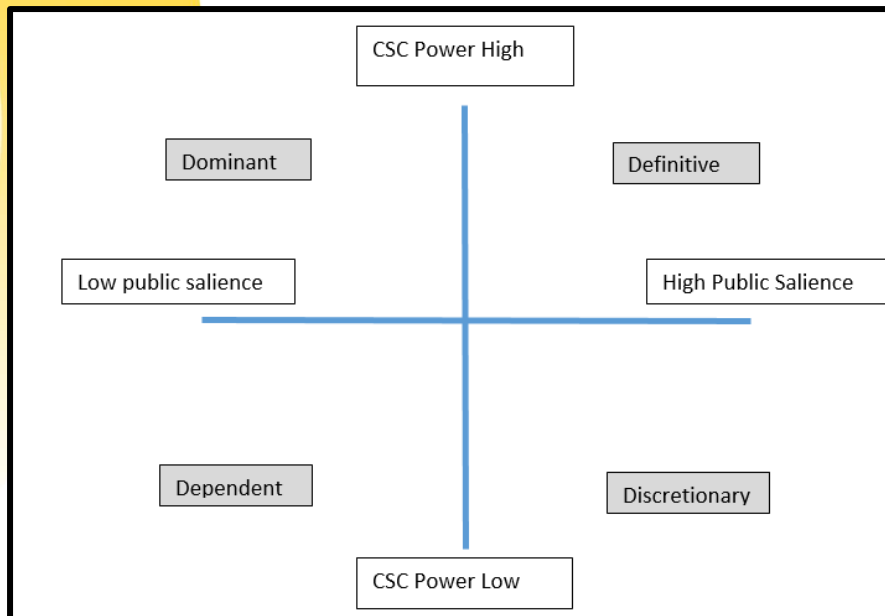 CSC Power High
Dominant
Definitive
Low public salience
High Public Salience
Dependent
Discretionary
CSC Power Low